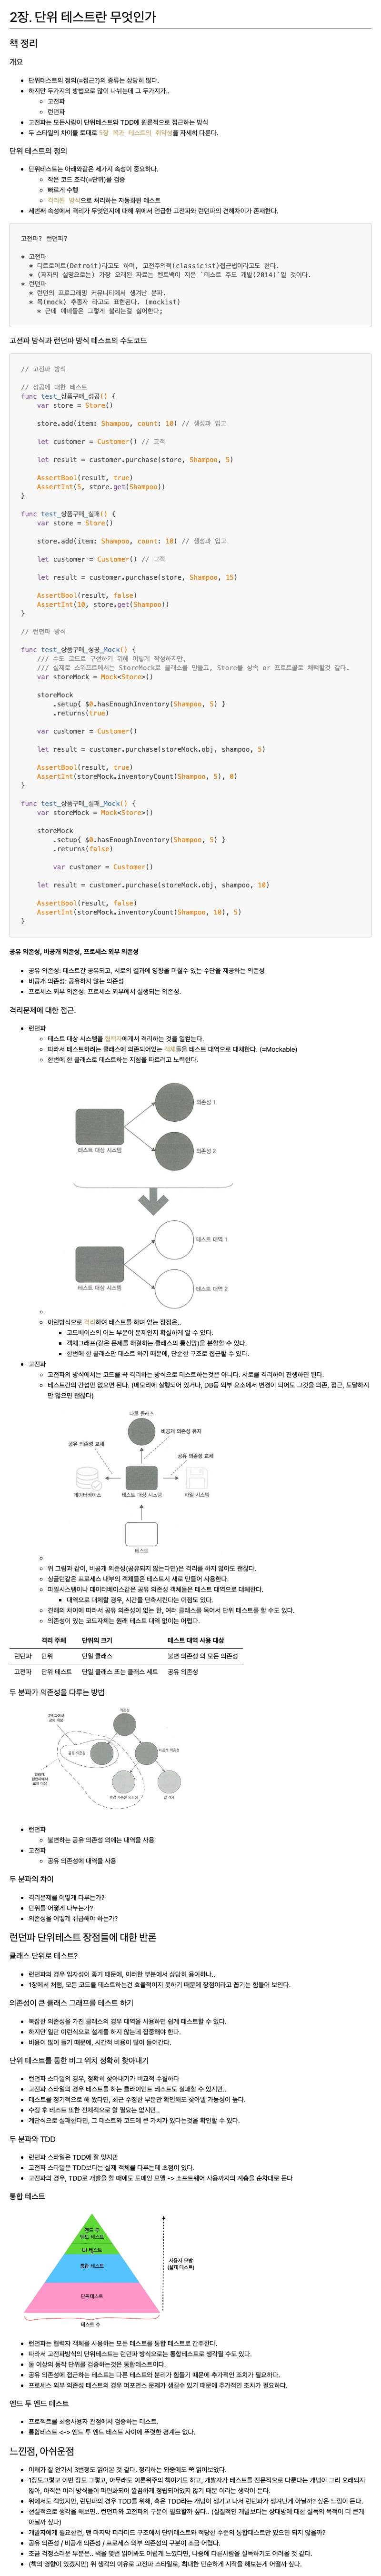 2장. 단위 테스트란 무엇인가
책 정리
개요
단위테스트의 정의(=접근?)의 종류는 상당히 많다.
하지만 두가지의 방법으로 많이 나뉘는데 그 두가지가..
고전파
런던파
고전파는 모든사람이 단위테스트와 TDD에 원론적으로 접근하는 방식
두 스타일의 차이를 토대로 5장 목과 테스트의 취약성을 자세히 다룬다.
단위 테스트의 정의
단위테스트는 아래와같은 세가지 속성이 중요하다.
작은 코드 조각(=단위)를 검증
빠르게 수행
격리된 방식으로 처리하는 자동화된 테스트
세번째 속성에서 격리가 무엇인지에 대해 위에서 언급한 고전파와 런던파의 견해차이가 존재한다.
고전파? 런던파?
* 고전파
* 디트로이트(Detroit)라고도 하며, 고전주의적(classicist)접근법이라고도 한다.
* (저자의 설명으로는) 가장 오래된 자료는 켄트백이 지은 `테스트 주도 개발(2014)`일 것이다.
* 런던파
* 런던의 프로그래밍 커뮤니티에서 생겨난 분파.
* 목(mock) 추종자 라고도 표현된다. (mockist)
* 근데 얘네들은 그렇게 불리는걸 싫어한다;
고전파 방식과 런던파 방식 테스트의 수도코드
// 고전파 방식
// 성공에 대한 테스트
func test_상품구매_성공() {
var store = Store()
store.add(item: Shampoo, count: 10) // 생성과 입고
let customer = Customer() // 고객
let result = customer.purchase(store, Shampoo, 5)
AssertBool(result, true)
AssertInt(5, store.get(Shampoo))
}
func test_상품구매_실패() {
var store = Store()
store.add(item: Shampoo, count: 10) // 생성과 입고
let customer = Customer() // 고객
let result = customer.purchase(store, Shampoo, 15)
AssertBool(result, false)
AssertInt(10, store.get(Shampoo))
}
// 런던파 방식
func test_상품구매_성공_Mock() {
/// 수도 코드로 구현하기 위해 이렇게 작성하지만,
/// 실제로 스위프트에서는 StoreMock로 클래스를 만들고, Store를 상속 or 프로토콜로 채택할것 같다.
var storeMock = Mock<Store>()
storeMock
.setup{ $0.hasEnoughInventory(Shampoo, 5) }
.returns(true)
var customer = Customer()
let result = customer.purchase(storeMock.obj, shampoo, 5)
AssertBool(result, true)
AssertInt(storeMock.inventoryCount(Shampoo, 5), 0)
}
func test_상품구매_실패_Mock() {
var storeMock = Mock<Store>()
storeMock
.setup{ $0.hasEnoughInventory(Shampoo, 5) }
.returns(false)
var customer = Customer()
let result = customer.purchase(storeMock.obj, shampoo, 10)
AssertBool(result, false)
AssertInt(storeMock.inventoryCount(Shampoo, 10), 5)
}
공유 의존성, 비공개 의존성, 프로세스 외부 의존성
공유 의존성: 테스트간 공유되고, 서로의 결과에 영향을 미칠수 있는 수단을 제공하는 의존성
비공개 의존성: 공유하지 않는 의존성
프로세스 외부 의존성: 프로세스 외부에서 실행되는 의존성.
격리문제에 대한 접근.
런던파
테스트 대상 시스템을 협력자에게서 격리하는 것을 일컫는다.
따라서 테스트하려는 클래스에 의존되어있는 객체들을 테스트 대역으로 대체한다. (=Mockable)
한번에 한 클래스로 테스트하는 지침을 따르려고 노력한다.
의존성 1
테스트 대상 시스템
의존성 2
테스트 대역 1
테스트 대상 시스템
테스트 대역 2
이런방식으로 격리하여 테스트를 하며 얻는 장점은..
코드베이스의 어느 부분이 문제인지 확실하게 알 수 있다.
객체그래프(같은 문제를 해결하는 클래스의 통신망)을 분할할 수 있다.
한번에 한 클래스만 테스트 하기 때문에, 단순한 구조로 접근할 수 있다.
고전파
고전파의 방식에서는 코드를 꼭 격리하는 방식으로 테스트하는것은 아니다. 서로를 격리하여 진행하면 된다.
테스트간의 간섭만 없으면 된다. (메모리에 실행되어 있거나, DB등 외부 요소에서 변경이 되어도 그것을 의존, 접근, 도달하지
만 않으면 괜찮다)
다른 클래스
비공개 의존성 유지
공유 의존성 교체
공유 의존성 교체
데이터베이스
테스트 대상 시스템
파일 시스템
테스트
위 그림과 같이, 비공개 의존성(공유되지 않는다면)은 격리를 하지 않아도 괜찮다.
싱글턴같은 프로세스 내부의 객체들은 테스트시 새로 만들어 사용한다.
파일시스템이나 데이터베이스같은 공유 의존성 객체들은 테스트 대역으로 대체한다.
대역으로 대체할 경우, 시간을 단축시킨다는 이점도 있다.
견해의 차이에 따라서 공유 의존성이 없는 한, 여러 클래스를 묶어서 단위 테스트를 할 수도 있다.
의존성이 있는 코드자체는 원래 테스트 대역 없이는 어렵다.
격리 주체 단위의 크기 테스트 대역 사용 대상
런던파 단위 단일 클래스 불변 의존성 외 모든 의존성
고전파 단위 테스트 단일 클래스 또는 클래스 세트 공유 의존성
두 분파가 의존성을 다루는 방법
의존성
고전파에서 교체 대상
공유 의존성
비공개 의존성
변경 가능한 의존성
값 객체
런던파
불변하는 공유 의존성 외에는 대역을 사용
고전파
공유 의존성에 대역을 사용
두 분파의 차이
격리문제를 어떻게 다루는가?
단위를 어떻게 나누는가?
의존성을 어떻게 취급해야 하는가?
런던파 단위테스트 장점들에 대한 반론
클래스 단위로 테스트?
런던파의 경우 입자성이 좋기 때문에, 이러한 부분에서 상당히 용이하나..
1장에서 처럼, 모든 코드를 테스트하는건 효율적이지 못하기 때문에 장점이라고 꼽기는 힘들어 보인다.
의존성이 큰 클래스 그래프를 테스트 하기
복잡한 의존성을 가진 클래스의 경우 대역을 사용하면 쉽게 테스트할 수 있다.
하지만 일단 이런식으로 설계를 하지 않는데 집중해야 한다.
비용이 많이 들기 때문에, 시간적 비용이 많이 들어간다.
단위 테스트를 통한 버그 위치 정확히 찾아내기
런던파 스타일의 경우, 정확히 찾아내기가 비교적 수월하다
고전파 스타일의 경우 테스트를 하는 클라이언트 테스트도 실패할 수 있지만..
테스트를 정기적으로 해 왔다면, 최근 수정한 부분만 확인해도 찾아낼 가능성이 높다.
수정 후 테스트 또한 전체적으로 할 필요는 없지만..
계단식으로 실패한다면, 그 테스트와 코드에 큰 가치가 있다는것을 확인할 수 있다.
두 분파와 TDD
런던파 스타일은 TDD에 잘 맞지만
고전파 스타일은 TDD보다는 실제 객체를 다루는데 초점이 있다.
고전파의 경우, TDD로 개발을 할 때에도 도메인 모델 -> 소프트웨어 사용까지의 계층을 순차대로 둔다
통합 테스트
엔드 투
엔드 테스트
UI 테스트
통합 테스트
단위테스트
사용자 모방
(실제 테스트)
테스트 수
런던파는 협력자 객체를 사용하는 모든 테스트를 통합 테스트로 간주한다.
따라서 고전파방식의 단위테스트는 런던파 방식으로는 통합테스트로 생각될 수도 있다.
둘 이상의 동작 단위를 검증하는것은 통합테스트이다.
공유 의존성에 접근하는 테스트는 다른 테스트와 분리가 힘들기 때문에 추가적인 조치가 필요하다.
프로세스 외부 의존성 테스트의 경우 퍼포먼스 문제가 생길수 있기 때문에 추가적인 조치가 필요하다.
엔드 투 엔드 테스트
프로젝트를 최종사용자 관점에서 검증하는 테스트.
통합테스트 <-> 엔드 투 엔드 테스트 사이에 뚜렷한 경계는 없다.
느낀점, 아쉬운점
이해가 잘 안가서 3번정도 읽어본 것 같다. 정리하는 와중에도 쭉 읽어보았다.
1장도그렇고 이번 장도 그렇고, 아무래도 이론위주의 책이기도 하고, 개발자가 테스트를 전문적으로 다룬다는 개념이 그리 오래되지
않아, 아직은 여러 방식들이 파편화되어 깔끔하게 정립되어있지 않기 때문 이라는 생각이 든다.
위에서도 적었지만, 런던파의 경우 TDD를 위해, 혹은 TDD라는 개념이 생기고 나서 런던파가 생겨난게 아닐까? 싶은 느낌이 든다.
현실적으로 생각을 해보면.. 런던파와 고전파의 구분이 필요할까 싶다.. (실질적인 개발보다는 상대방에 대한 설득의 목적이 더 큰게
아닐까 싶다)
개발자에게 필요한건, 맨 마지막 피라미드 구조에서 단위테스트와 적당한 수준의 통합테스트만 있으면 되지 않을까?
공유 의존성 / 비공개 의존성 / 프로세스 외부 의존성의 구분이 조금 어렵다.
조금 걱정스러운 부분은.. 책을 몇번 읽어봐도 어렵게 느꼈다면, 나중에 다른사람을 설득하기도 어려울 것 같다.
(책의 영향이 있겠지만) 위 생각의 이유로 고전파 스타일로, 최대한 단순하게 시작을 해보는게 어떨까 싶다.